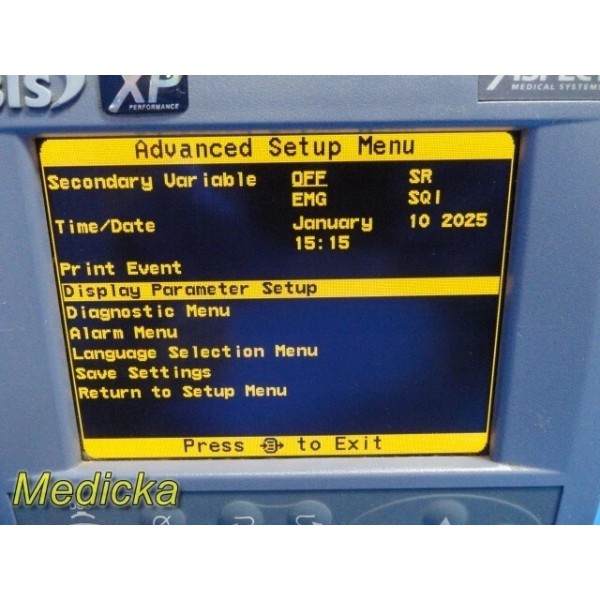 BIS
XP
PERFORMANCE
ASPECT
MEDICAL SYSTEMS
Advanced Setup Menu
Secondary Variable OFF SR
EMG SQI
Time/Date January 10 2025
15:15
Print Event
Display Parameter Setup
Diagnostic Menu
Alarm Menu
Language Selection Menu
Save Settings
Return to Setup Menu
Press to Exit
Medicka